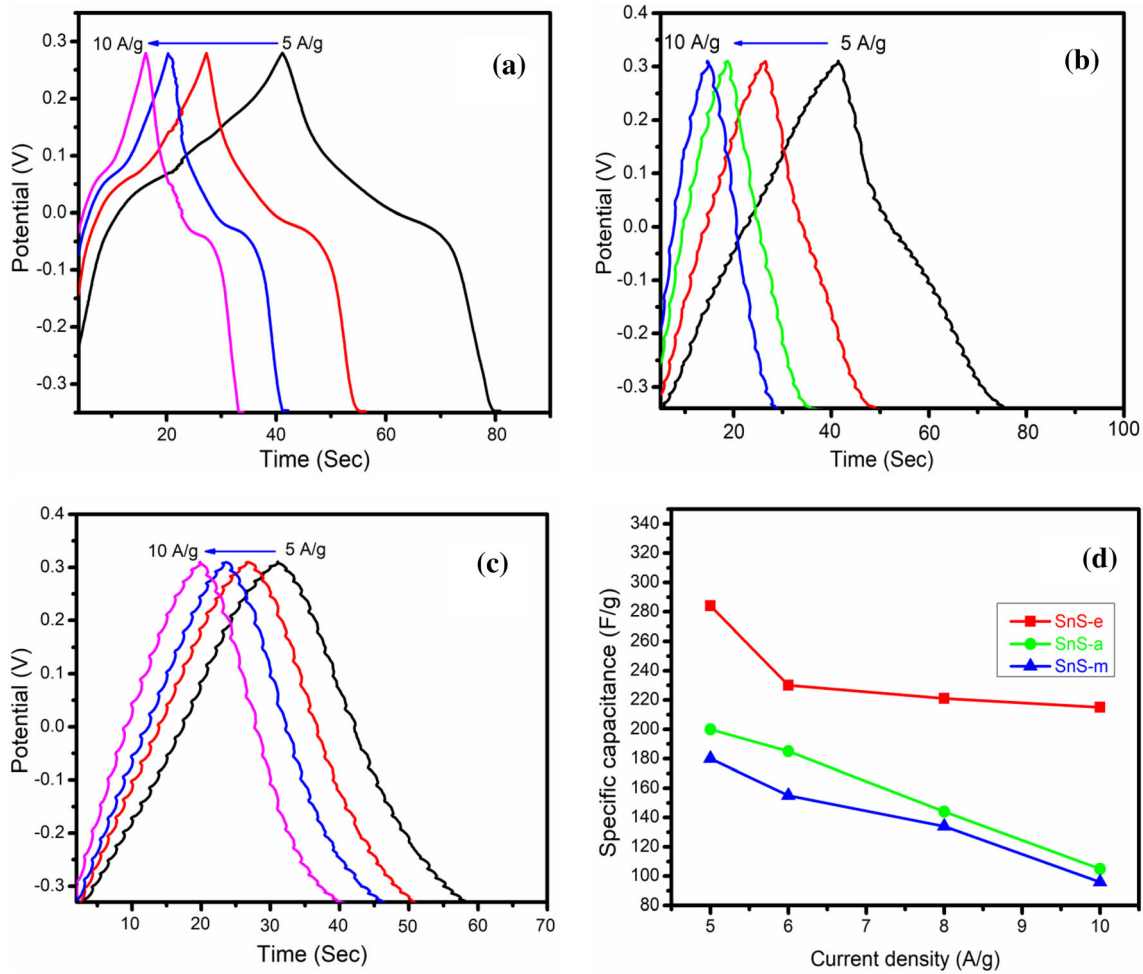 0.3
0.2
0.1
0.0
-0.1
-0.2
-0.3
Potential (V)
10 A/g
5 A/g
(a)
20 40 60 80
Time (Sec)
0.4
0.3
0.2
0.1
0.0
-0.1
-0.2
-0.3
Potential (V)
10 A/g
5 A/g
(b)
20 40 60 80 100
Time (Sec)
0.4
0.3
0.2
0.1
0.0
-0.1
-0.2
-0.3
Potential (V)
10 A/g
5 A/g
(c)
10 20 30 40 50 60 70
Time (Sec)
340
320
300
280
260
240
220
200
180
160
140
120
100
80
Specific capacitance (F/g)
(d)
SnS-e
SnS-a
SnS-m
5 6 7 8 9 10
Current density (A/g)